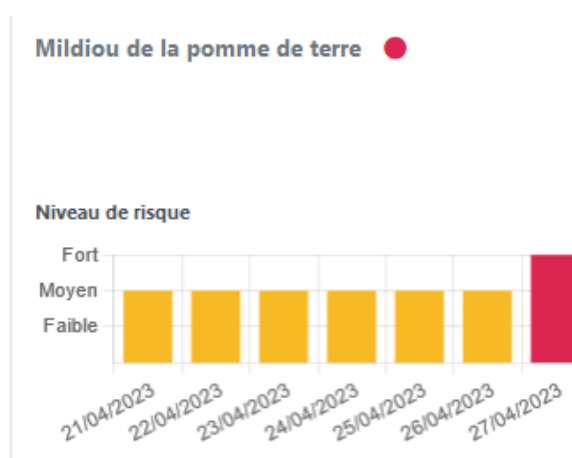 Mildiou de la pomme de terre
Niveau de risque
Fort
Moyen
Faible
21/04/2023
22/04/2023
23/04/2023
24/04/2023
25/04/2023
26/04/2023
27/04/2023